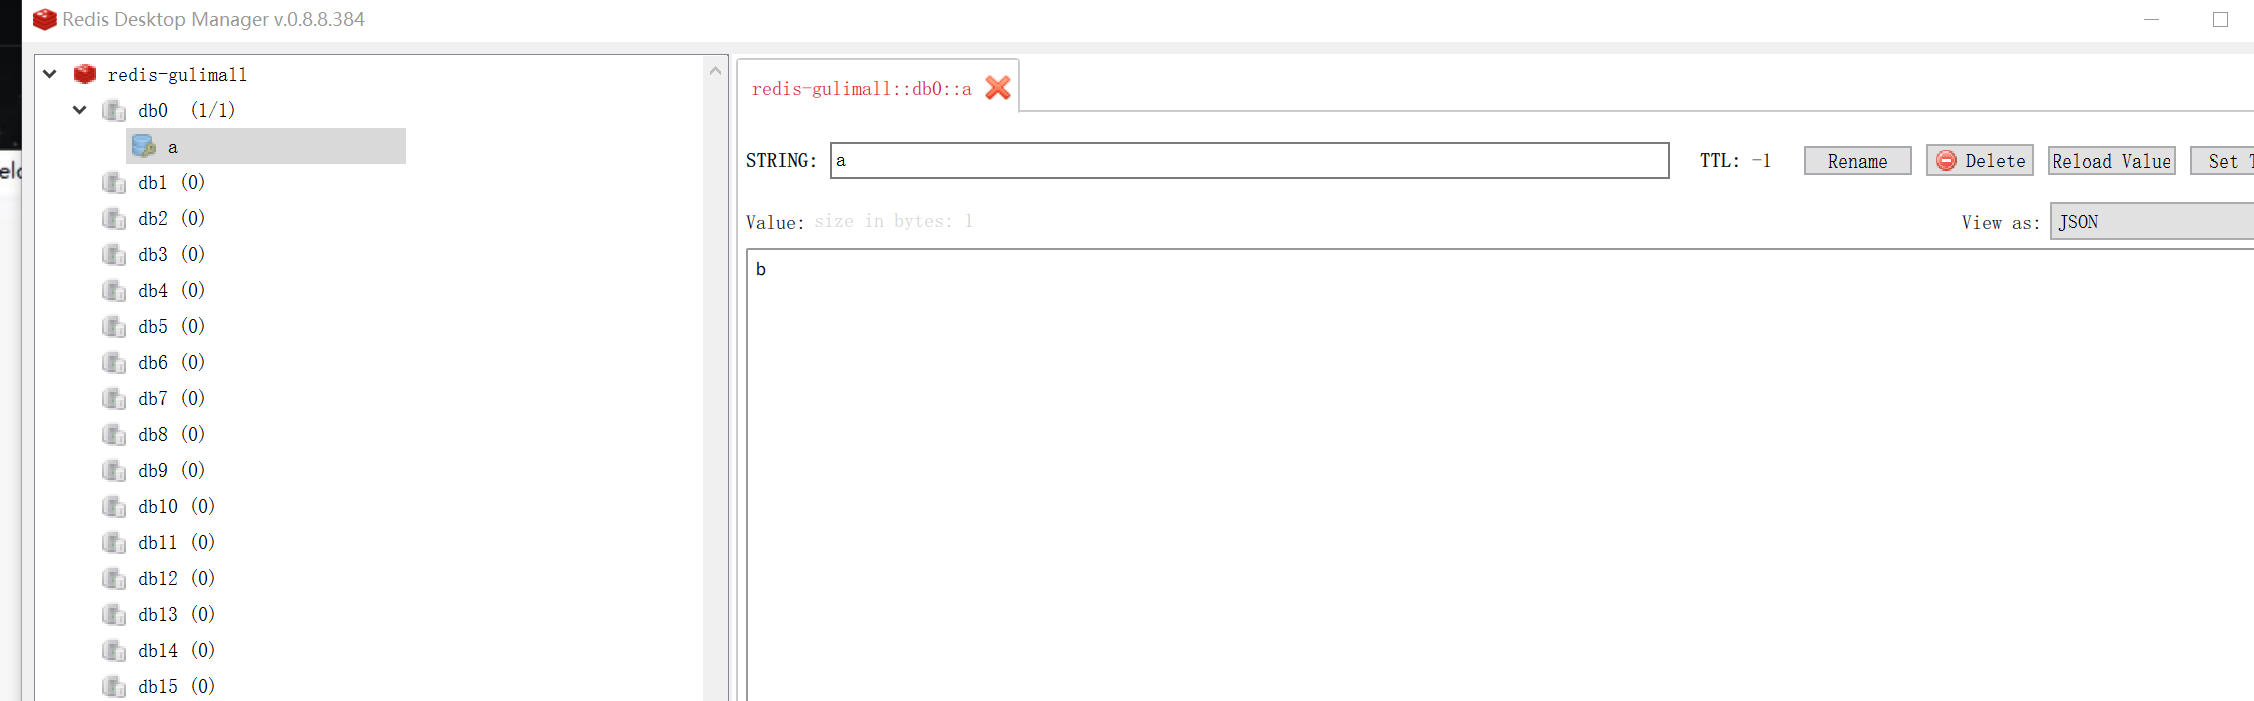 Redis Desktop Manager v.0.8.8.384
redis-gulimall
db0 (1/1)
a
db1 (0)
db2 (0)
db3 (0)
db4 (0)
db5 (0)
db6 (0)
db7 (0)
db8 (0)
db9 (0)
db10 (0)
db11 (0)
db12 (0)
db13 (0)
db14 (0)
db15 (0)
redis-gulimall::db0::a
STRING: a TTL: -1 Rename Delete Reload Value Set T
Value: size in bytes: 1 View as: JSON
b